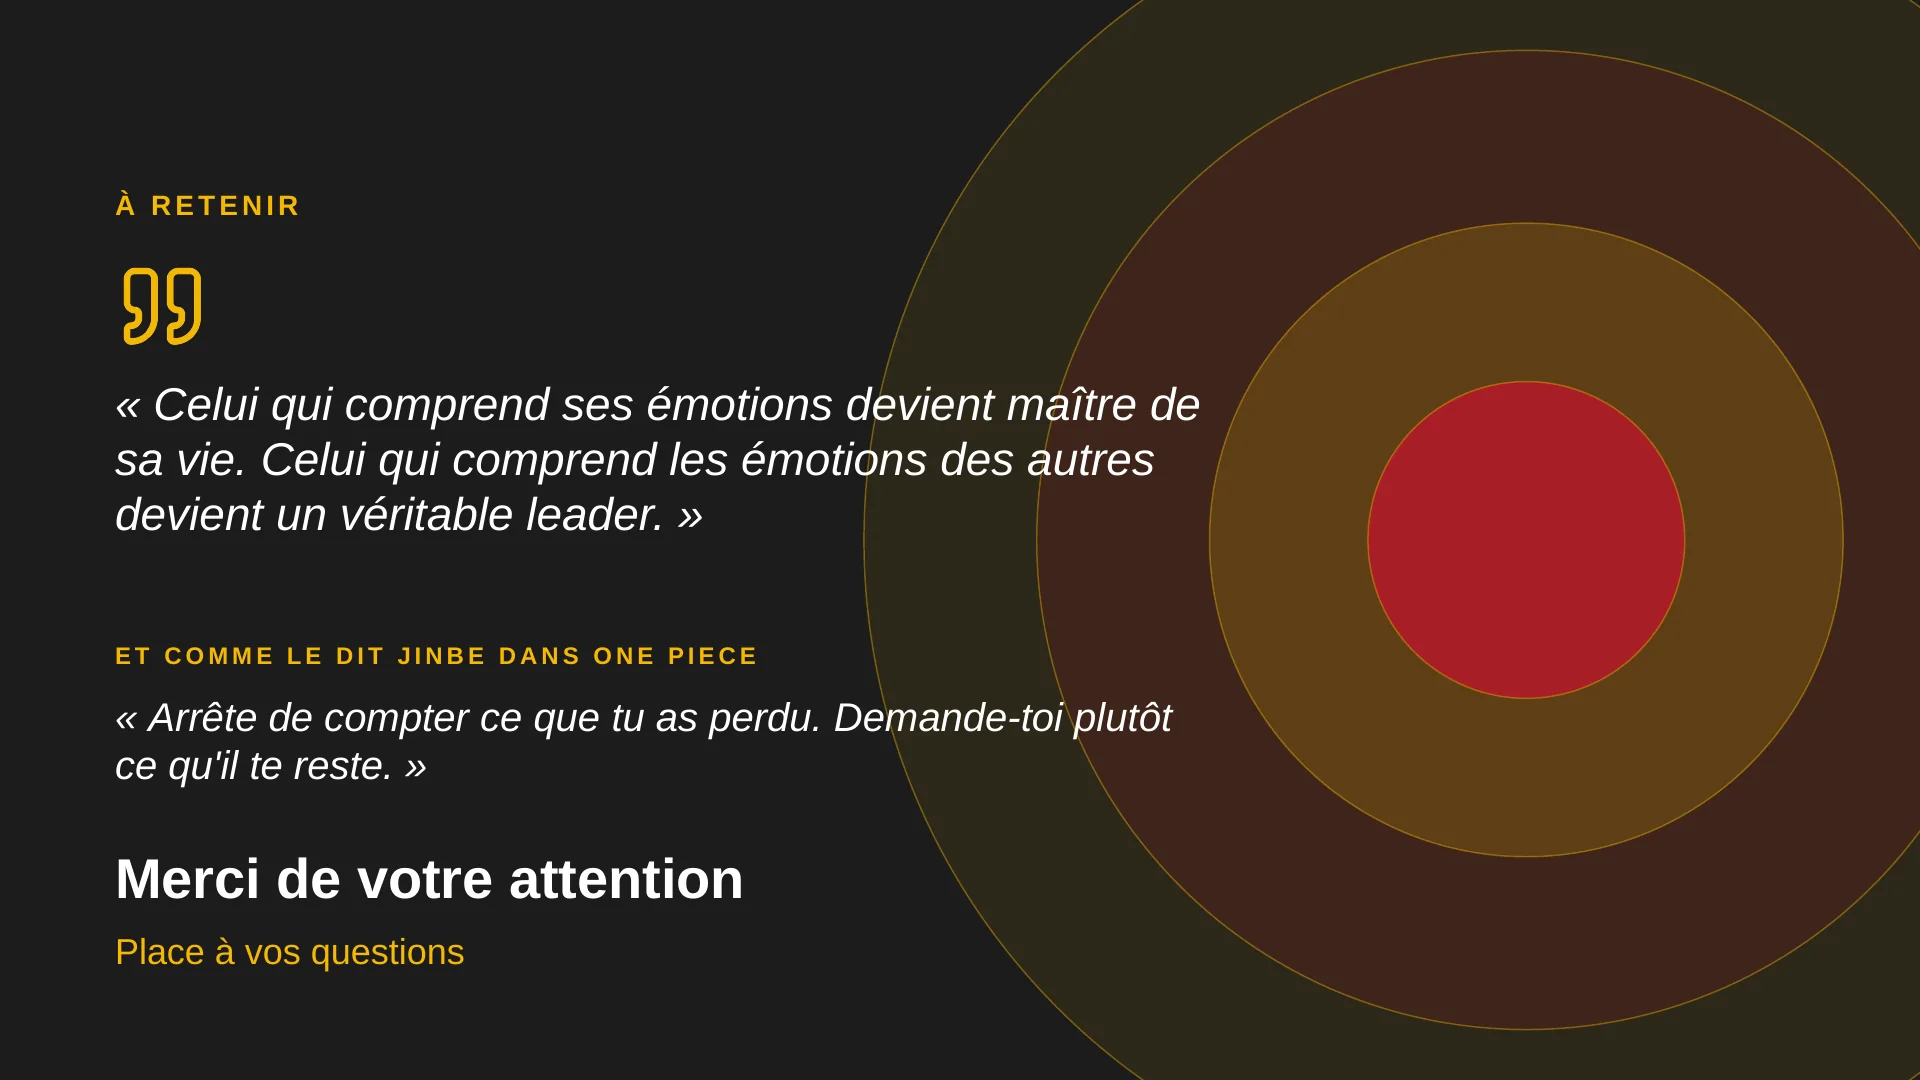 À RETENIR
« Celui qui comprend ses émotions devient maître de
sa vie. Celui qui comprend les émotions des autres
devient un véritable leader. »
ET COMME LE DIT JINBE DANS ONE PIECE
« Arrête de compter ce que tu as perdu. Demande-toi plutôt
ce qu'il te reste. »
Merci de votre attention
Place à vos questions